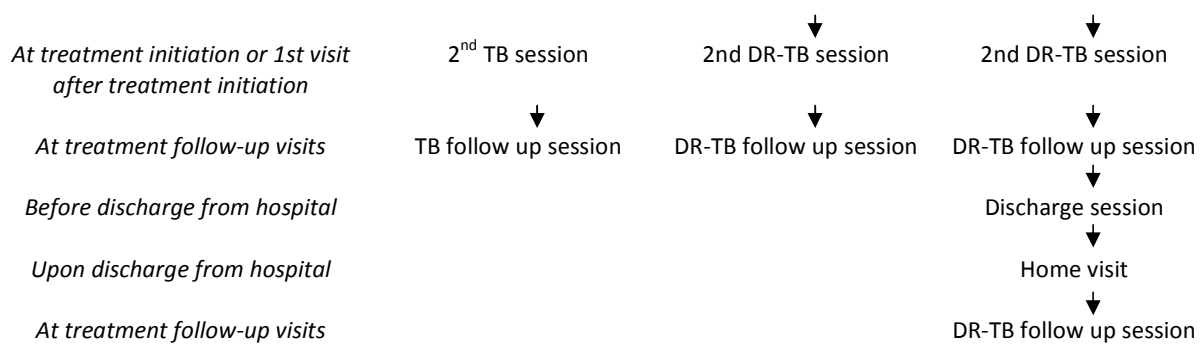 At treatment initiation or 1st visit 2nd TB session 2nd DR-TB session 2nd DR-TB session
after treatment initiation
At treatment follow-up visits TB follow up session DR-TB follow up session DR-TB follow up session
Before discharge from hospital Discharge session
Upon discharge from hospital Home visit
At treatment follow-up visits DR-TB follow up session